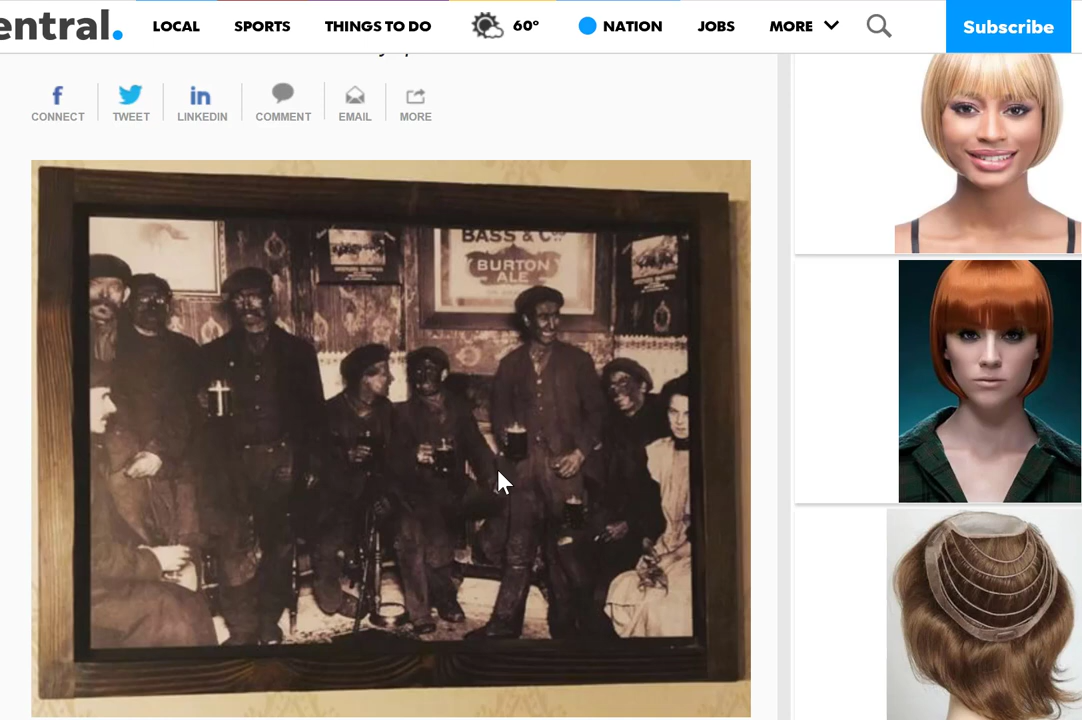 entral.
LOCAL
SPORTS
THINGS TO DO
60°
NATION
JOBS
MORE
Subscribe
CONNECT
TWEET
LINKEDIN
COMMENT
EMAIL
MORE
BASS & Co
BURTON
ALE